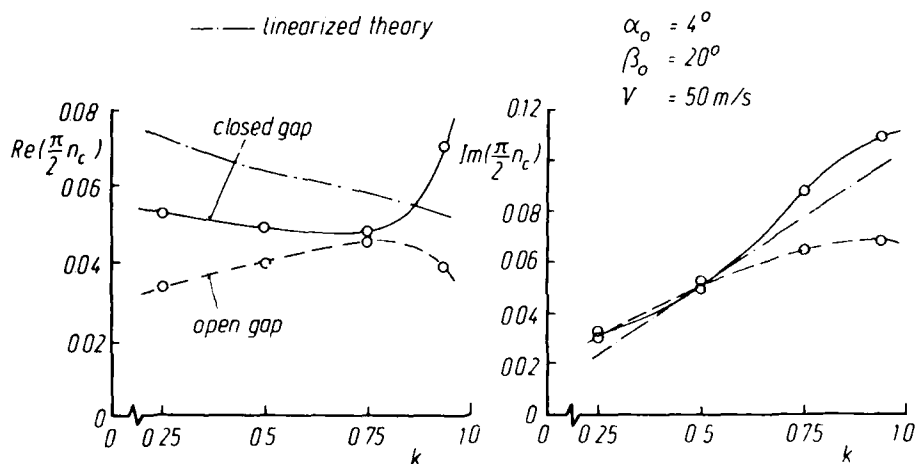 linearized theory
α₀ = 4°
β₀ = 20°
V = 50 m/s
0.08
Re(π/2 n_c)
0.06
0.04
0.02
0
closed gap
open gap
0 0.25 0.5 0.75 1.0
k
0.12
Im(π/2 n_c)
0.08
0.06
0.04
0.02
0
0 0.25 0.5 0.75 1.0
k